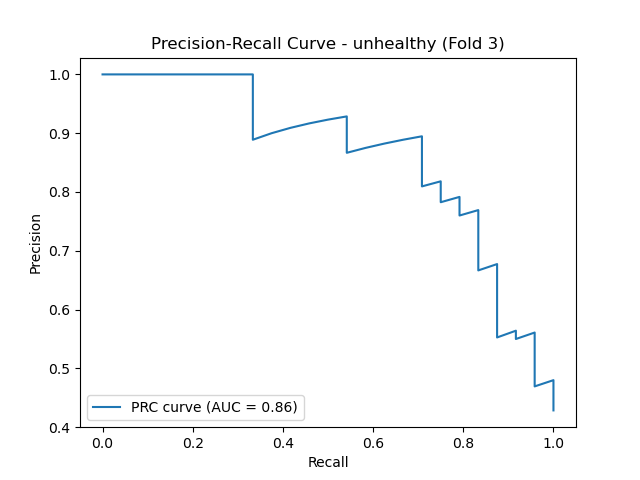 Precision-Recall Curve - unhealthy (Fold 3)
1.0
0.9
0.8
0.7
0.6
0.5
0.4
Precision
PRC curve (AUC = 0.86)
0.0 0.2 0.4 0.6 0.8 1.0
Recall